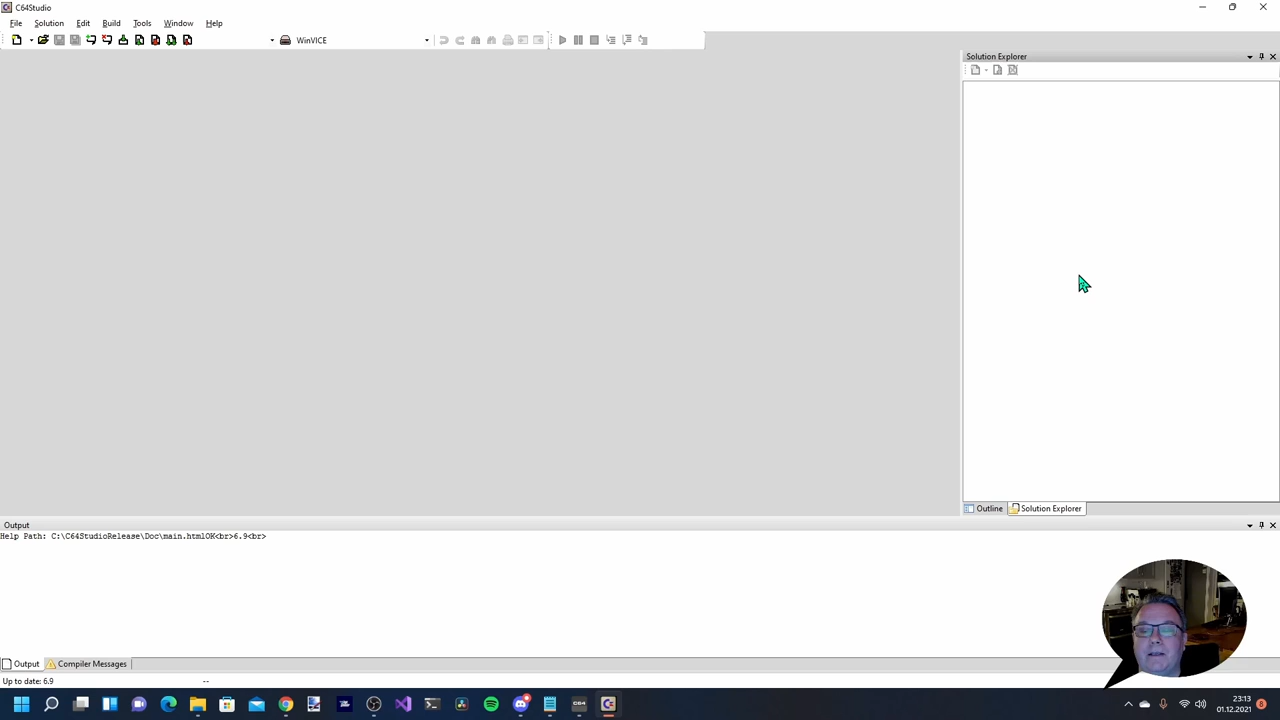 C64Studio
File Solution Edit Build Tools Window Help
WinVICE
Solution Explorer
Outline Solution Explorer
Output
Help Path: C:\C64StudioRelease\Doc\main.htmlOK<br>6.9<br>
Output Compiler Messages
Up to date: 6.9 --
C64
23:13
01.12.2021